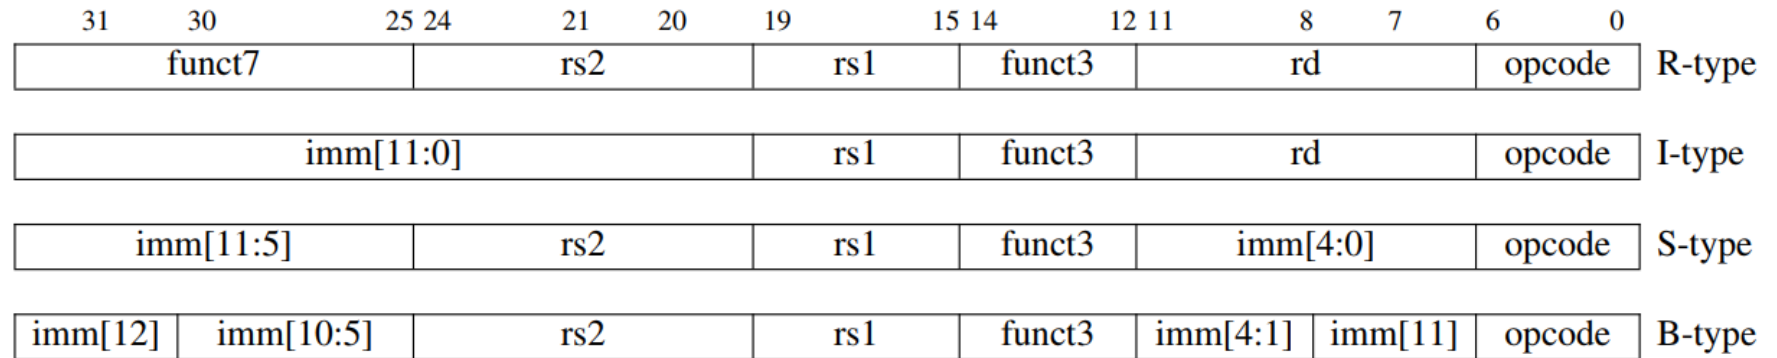 31 30 25 24 21 20 19 15 14 12 11 8 7 6 0
funct7 rs2 rs1 funct3 rd opcode R-type
imm[11:0] rs1 funct3 rd opcode I-type
imm[11:5] rs2 rs1 funct3 imm[4:0] opcode S-type
imm[12] imm[10:5] rs2 rs1 funct3 imm[4:1] imm[11] opcode B-type